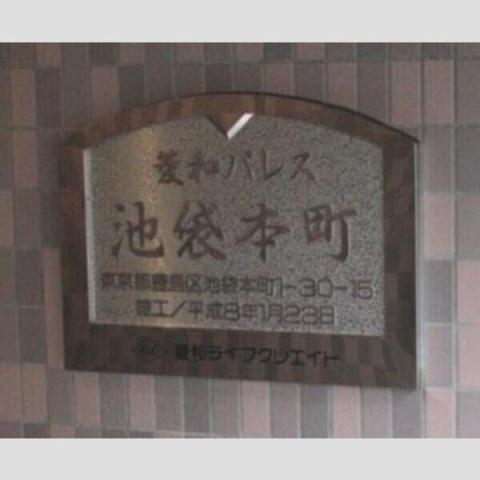 菱和パレス
池袋本町
東京都豊島区池袋本町1-30-15
竣工/平成8年1月23日
菱和ライフクリエイト